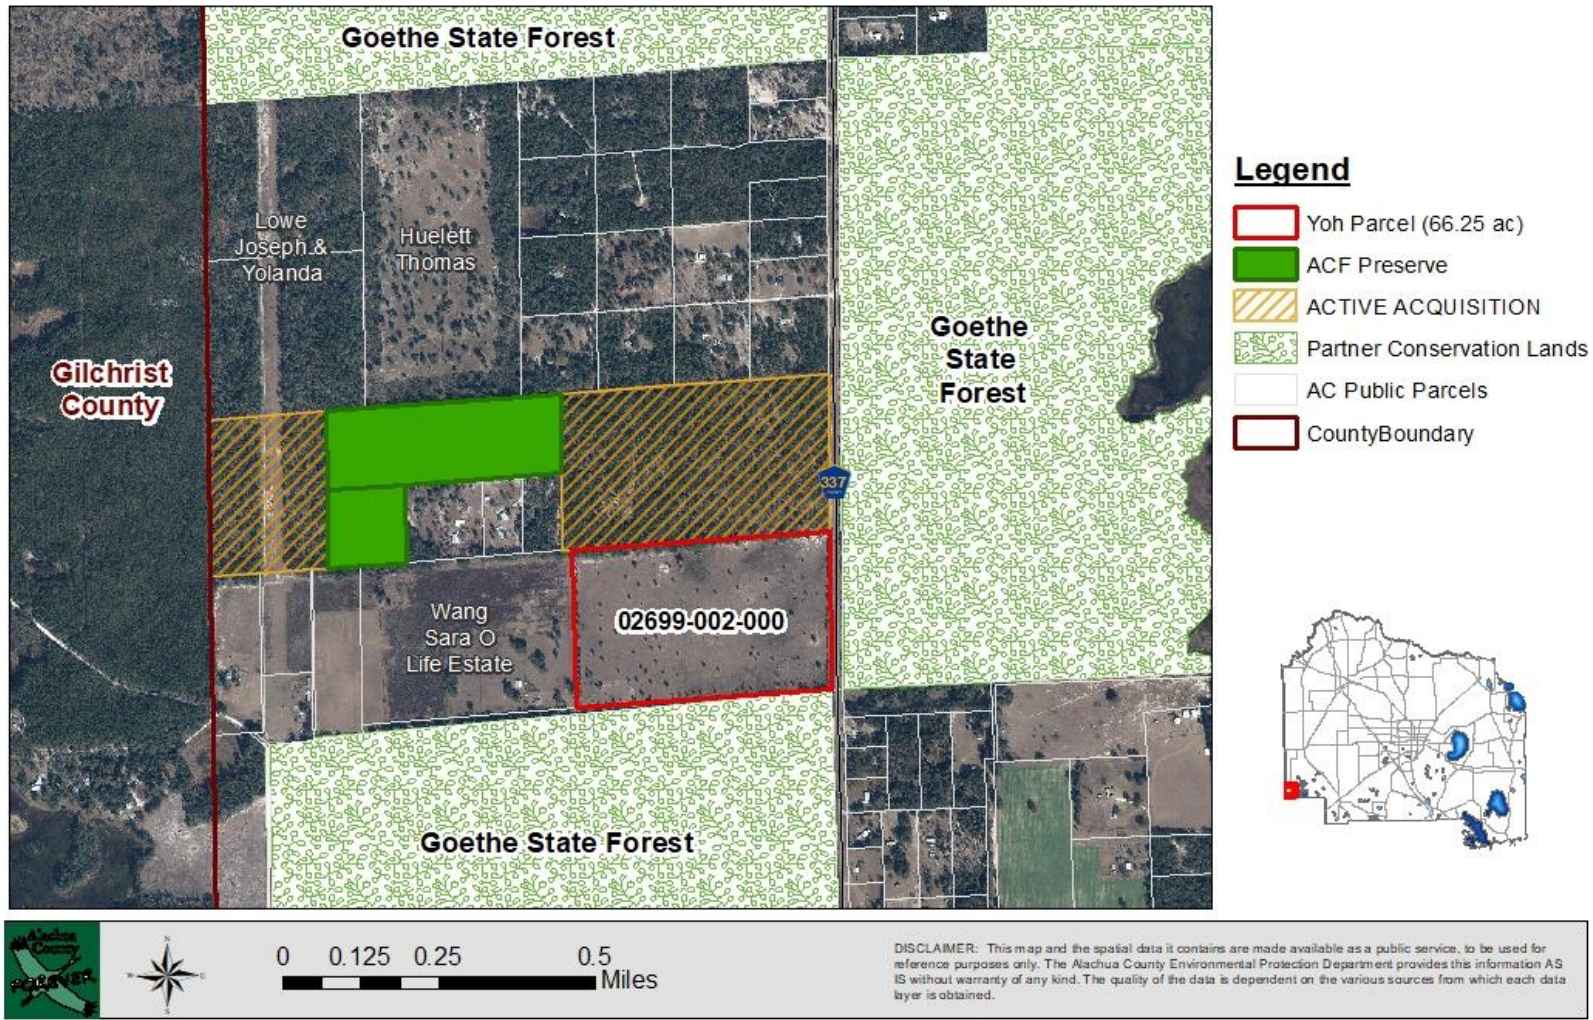 Goethe State Forest
Lowe
Joseph &
Yolanda
Huelett
Thomas
Gilchrist
County
Goethe
State
Forest
337
02699-002-000
Wang
Sara O
Life Estate
Goethe State Forest
Legend
Yoh Parcel (66.25 ac)
ACF Preserve
ACTIVE ACQUISITION
Partner Conservation Lands
AC Public Parcels
CountyBoundary
Alachua
County
FOREVER
N
W
S
0 0.125 0.25 0.5
Miles
DISCLAIMER: This map and the spatial data it contains are made available as a public service, to be used for
reference purposes only. The Alachua County Environmental Protection Department provides this information AS
IS without warranty of any kind. The quality of the data is dependent on the various sources from which each data
layer is obtained.